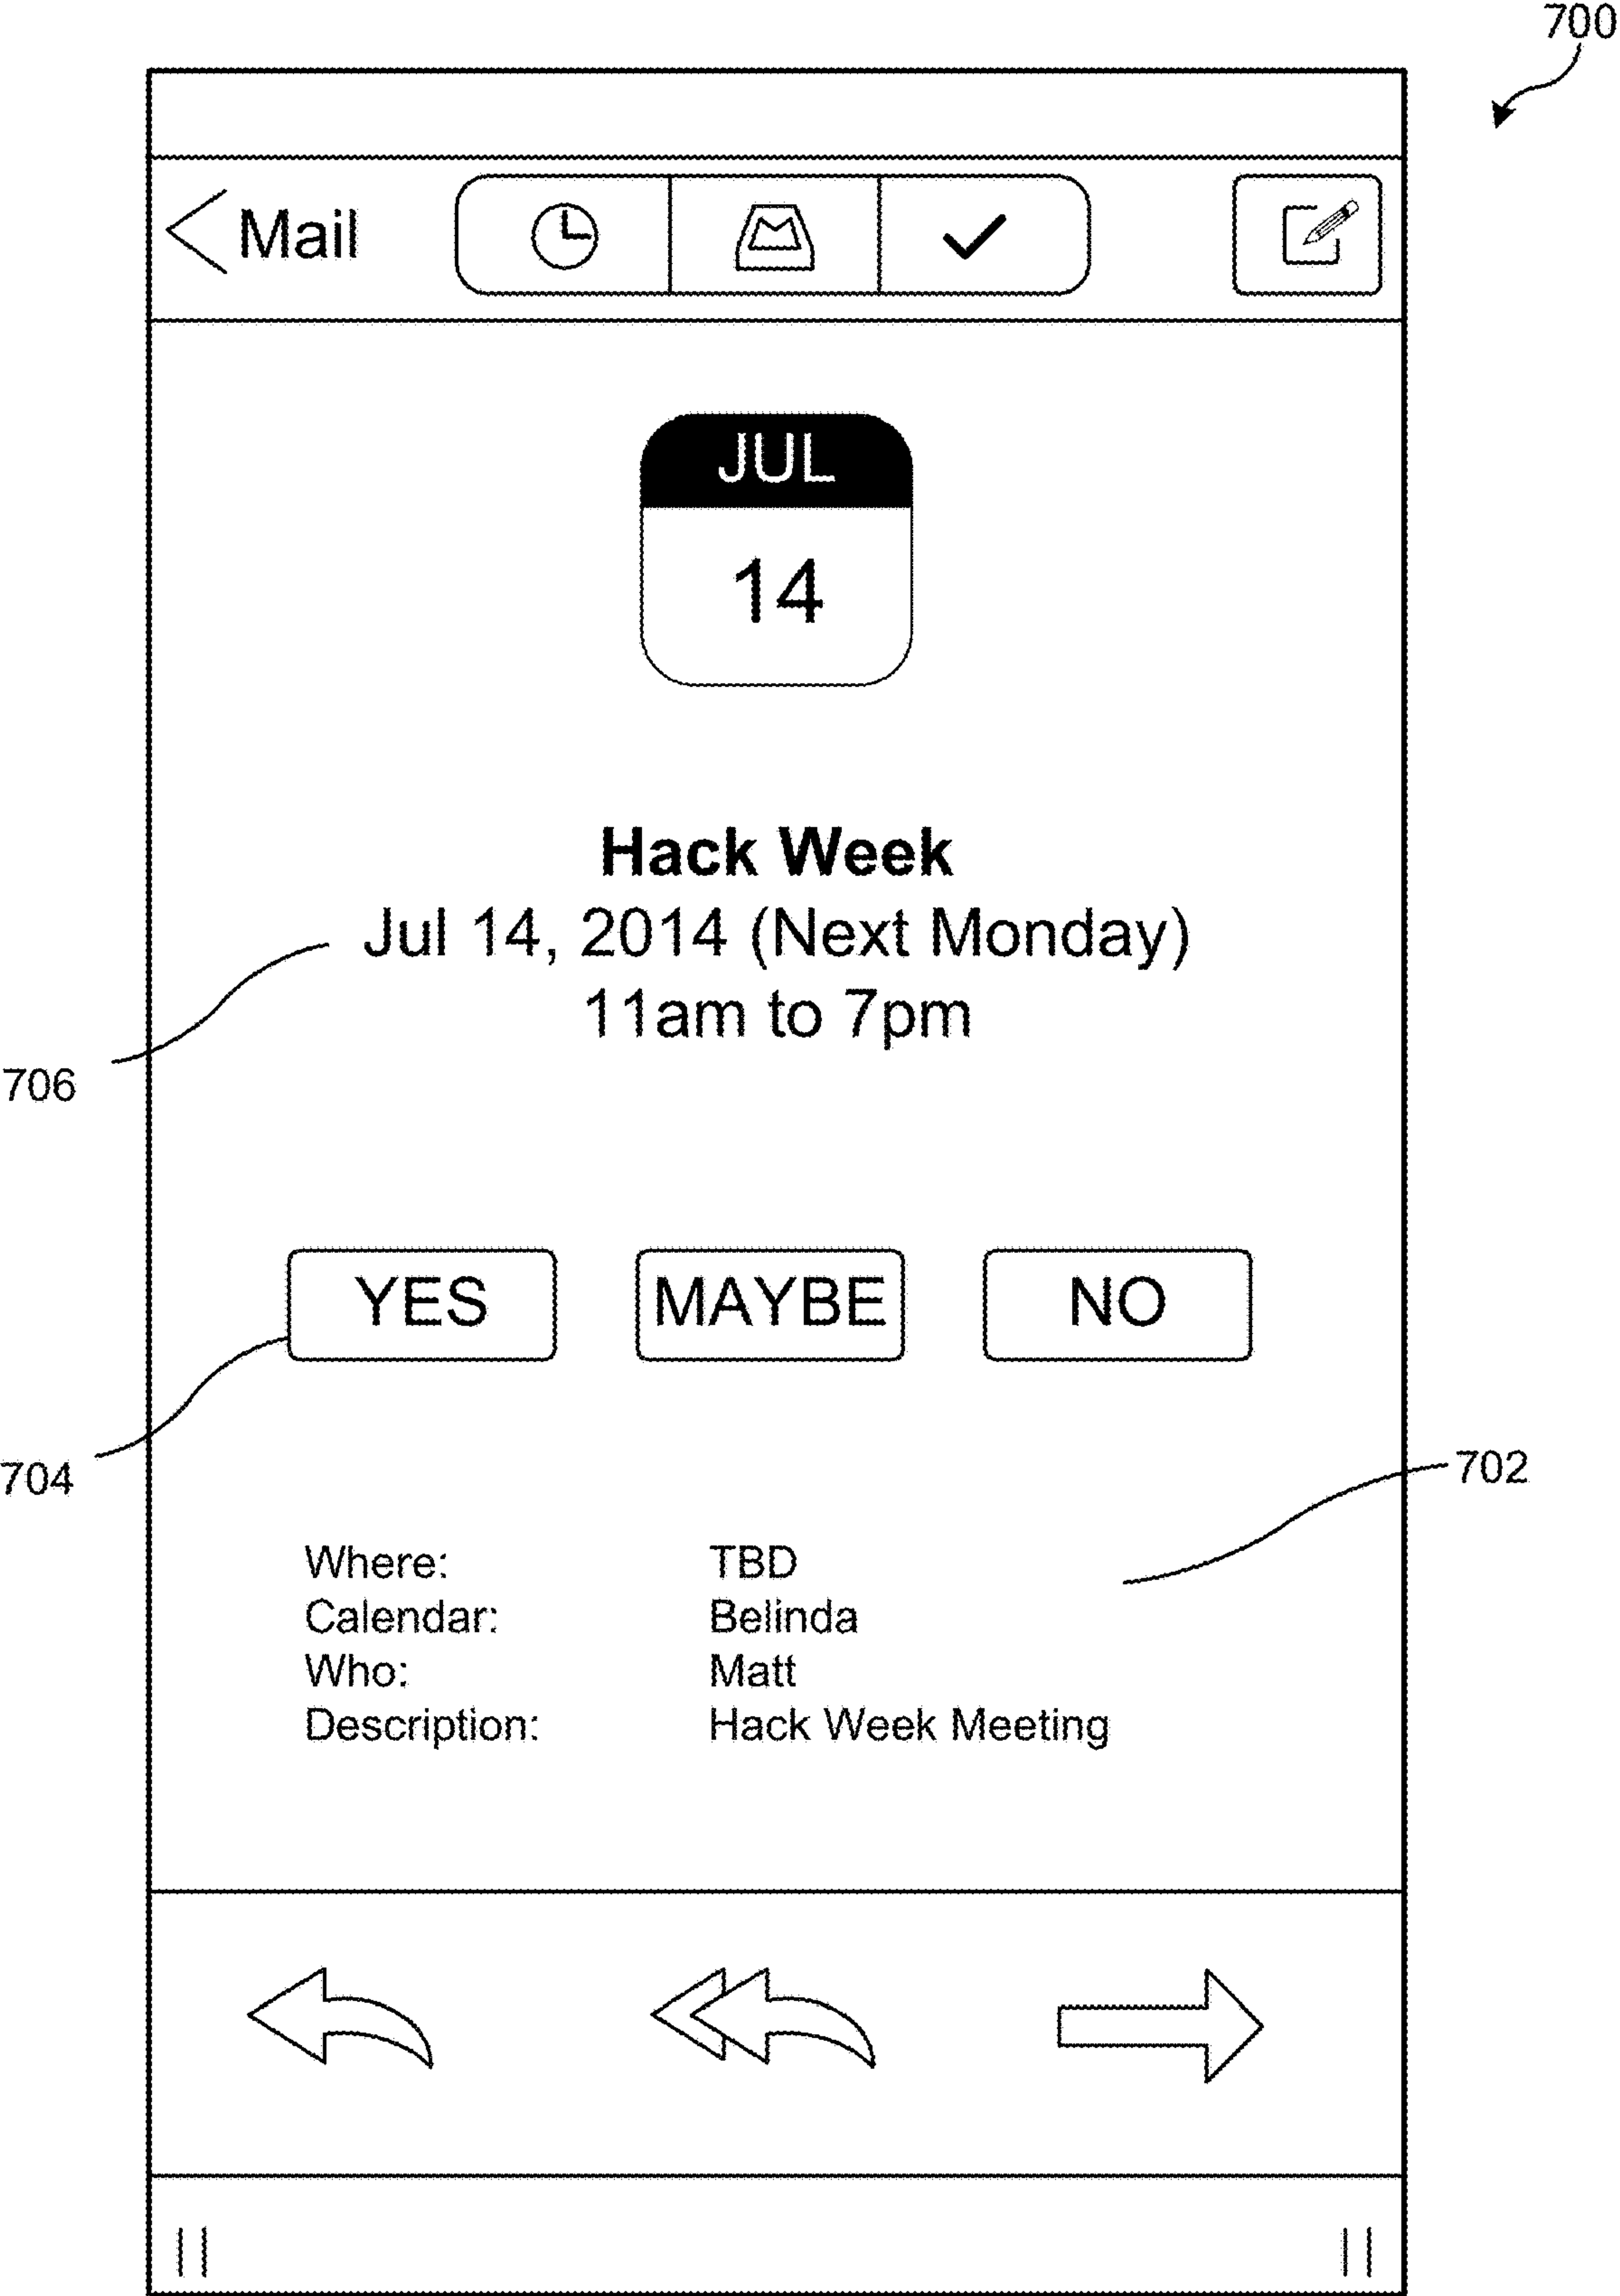 700
Mail
JUL
14
Hack Week
Jul 14, 2014 (Next Monday)
11am to 7pm
706
YES MAYBE NO
704
702
Where: TBD
Calendar: Belinda
Who: Matt
Description: Hack Week Meeting